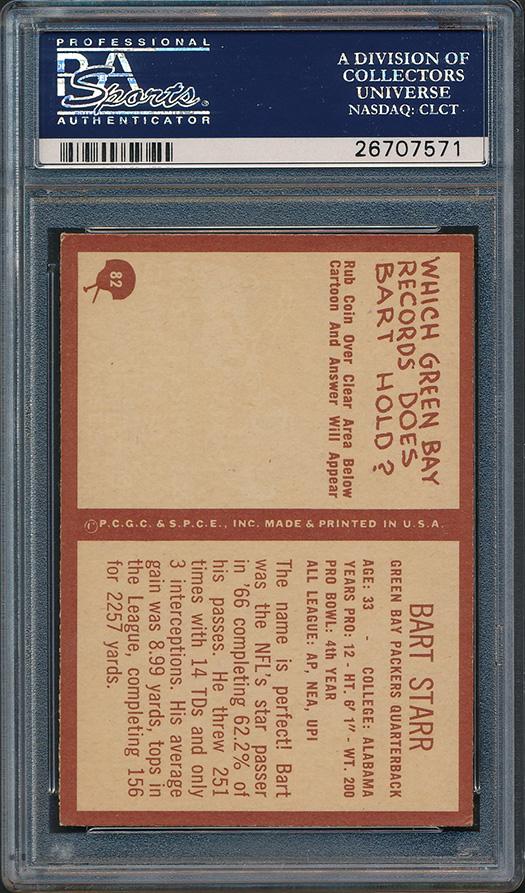 PROFESSIONAL
PSA
Sports
AUTHENTICATOR
A DIVISION OF
COLLECTORS
UNIVERSE
NASDAQ: CLCT
26707571
WHICH GREEN BAY
RECORDS DOES
BART HOLD?
Rub Coin Over Clear Area Below
Cartoon And Answer Will Appear
82
©P.C.G.C. & S.P.C.E., INC. MADE & PRINTED IN U.S.A.
BART STARR
GREEN BAY PACKERS QUARTERBACK
AGE: 33 - COLLEGE: ALABAMA
YEARS PRO: 12 - HT. 6' 1" - WT. 200
PRO BOWL: 4th YEAR
ALL LEAGUE: AP, NEA, UPI
The name is perfect! Bart
was the NFL's star passer
in '66 completing 62.2% of
his passes. He threw 251
times with 14 TDs and only
3 interceptions. His average
gain was 8.99 yards, tops in
the League, completing 156
for 2257 yards.